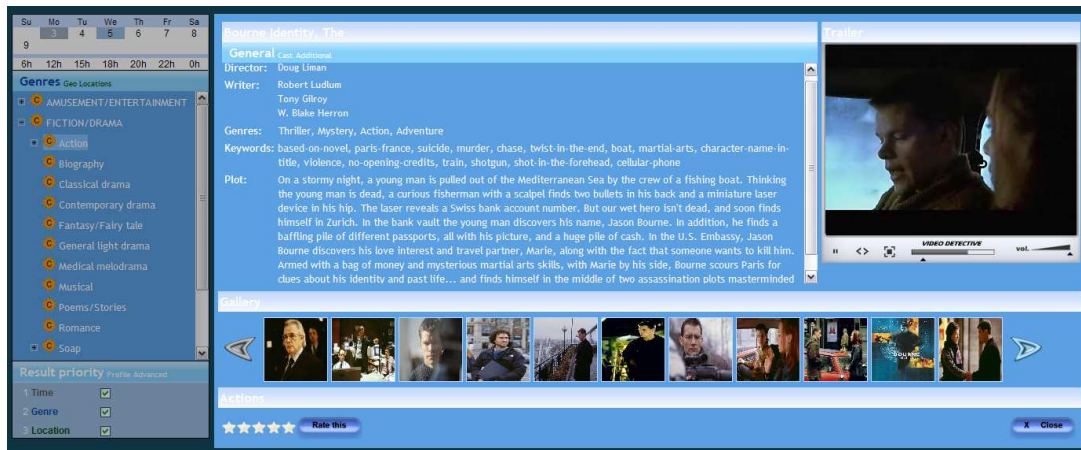 Su Mo Tu We Th Fr Sa
3 4 5 6 7 8
9
6h 12h 15h 18h 20h 22h 0h
Genres Geo Locations
AMUSEMENT/ENTERTAINMENT
FICTION/DRAMA
Action
Biography
Classical drama
Contemporary drama
Fantasy/Fairy tale
General light drama
Medical melodrama
Musical
Poems/Stories
Romance
Soap
Result priority Profile Advanced
1 Time
2 Genre
3 Location
Bourne Identity, The
General Cast Additional
Director: Doug Liman
Writer: Robert Ludlum
Tony Gilroy
W. Blake Herron
Genres: Thriller, Mystery, Action, Adventure
Keywords: based-on-novel, paris-france, suicide, murder, chase, twist-in-the-end, boat, martial-arts, character-name-in-
title, violence, no-opening-credits, train, shotgun, shot-in-the-forehead, cellular-phone
Plot: On a stormy night, a young man is pulled out of the Mediterranean Sea by the crew of a fishing boat. Thinking
the young man is dead, a curious fisherman with a scalpel finds two bullets in his back and a miniature laser
device in his hip. The laser reveals a Swiss bank account number. But our wet hero isn't dead, and soon finds
himself in Zurich. In the bank vault the young man discovers his name, Jason Bourne. In addition, he finds a
baffling pile of different passports, all with his picture, and a huge pile of cash. In the U.S. Embassy, Jason
Bourne discovers his love interest and travel partner, Marie, along with the fact that someone wants to kill him.
Armed with a bag of money and mysterious martial arts skills, with Marie by his side, Bourne scours Paris for
clues about his identity and past life... and finds himself in the middle of two assassination plots masterminded
Trailer
VIDEO DETECTIVE
vol.
Gallery
BOURNE
Actions
Rate this
X Close